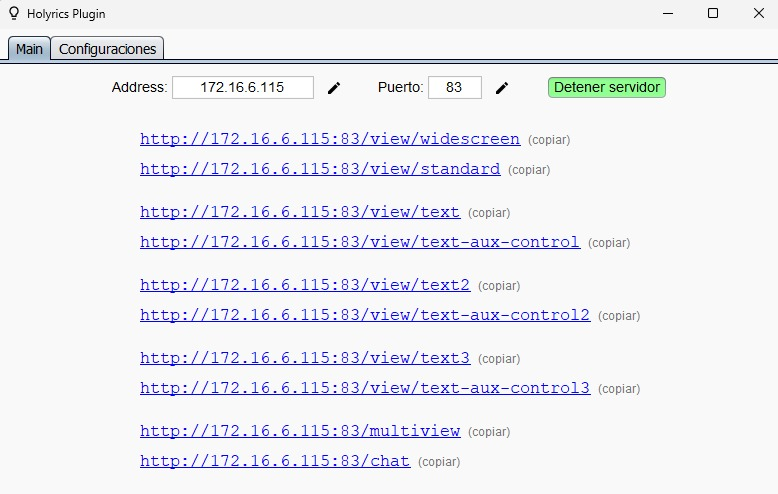 Holyrics Plugin
Main Configuraciones
Address: 172.16.6.115 Puerto: 83 Detener servidor
http://172.16.6.115:83/view/widescreen (copiar)
http://172.16.6.115:83/view/standard (copiar)
http://172.16.6.115:83/view/text (copiar)
http://172.16.6.115:83/view/text-aux-control (copiar)
http://172.16.6.115:83/view/text2 (copiar)
http://172.16.6.115:83/view/text-aux-control2 (copiar)
http://172.16.6.115:83/view/text3 (copiar)
http://172.16.6.115:83/view/text-aux-control3 (copiar)
http://172.16.6.115:83/multiview (copiar)
http://172.16.6.115:83/chat (copiar)